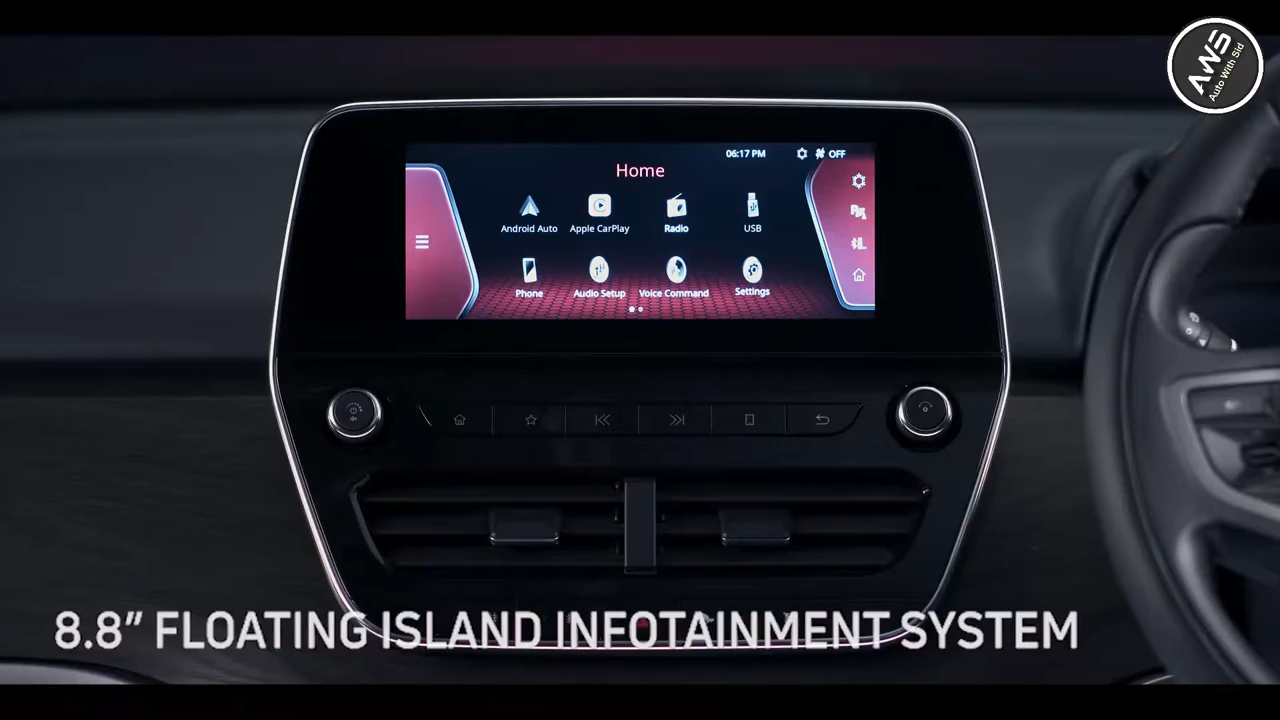 AWS
Auto With Sid
06:17 PM
OFF
Home
Android Auto
Apple CarPlay
Radio
USB
Phone
Audio Setup
Voice Command
Settings
8.8” FLOATING ISLAND INFOTAINMENT SYSTEM